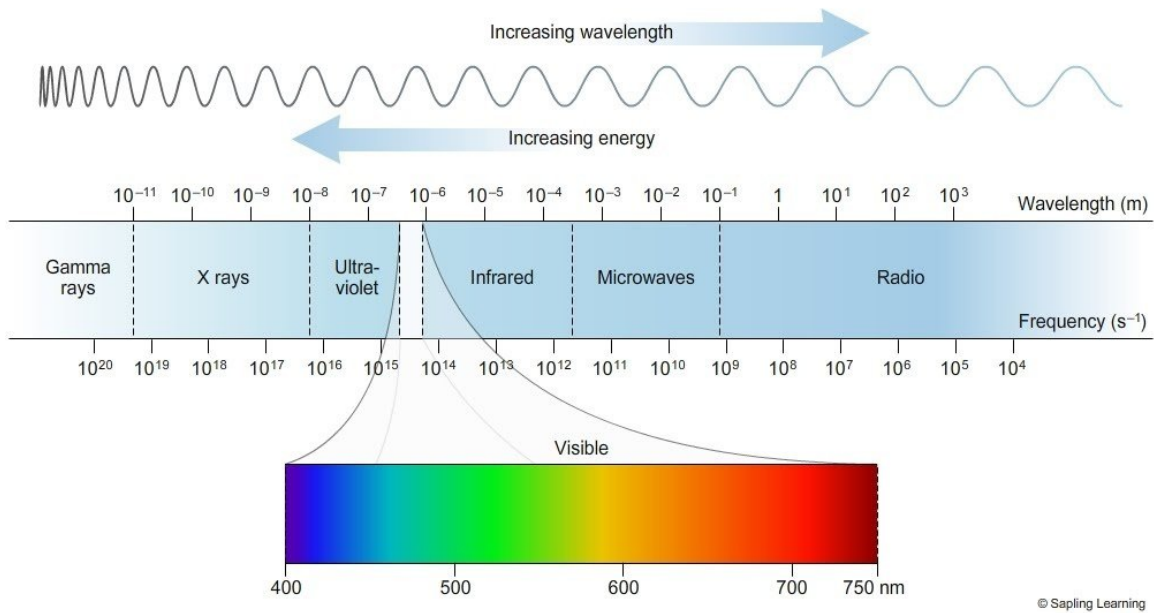 Increasing wavelength
Increasing energy
10⁻¹¹ 10⁻¹⁰ 10⁻⁹ 10⁻⁸ 10⁻⁷ 10⁻⁶ 10⁻⁵ 10⁻⁴ 10⁻³ 10⁻² 10⁻¹ 1 10¹ 10² 10³ Wavelength (m)
Gamma
rays
X rays
Ultra-
violet
Infrared
Microwaves
Radio
Frequency (s⁻¹)
10²⁰ 10¹⁹ 10¹⁸ 10¹⁷ 10¹⁶ 10¹⁵ 10¹⁴ 10¹³ 10¹² 10¹¹ 10¹⁰ 10⁹ 10⁸ 10⁷ 10⁶ 10⁵ 10⁴
Visible
400 500 600 700 750 nm
© Sapling Learning